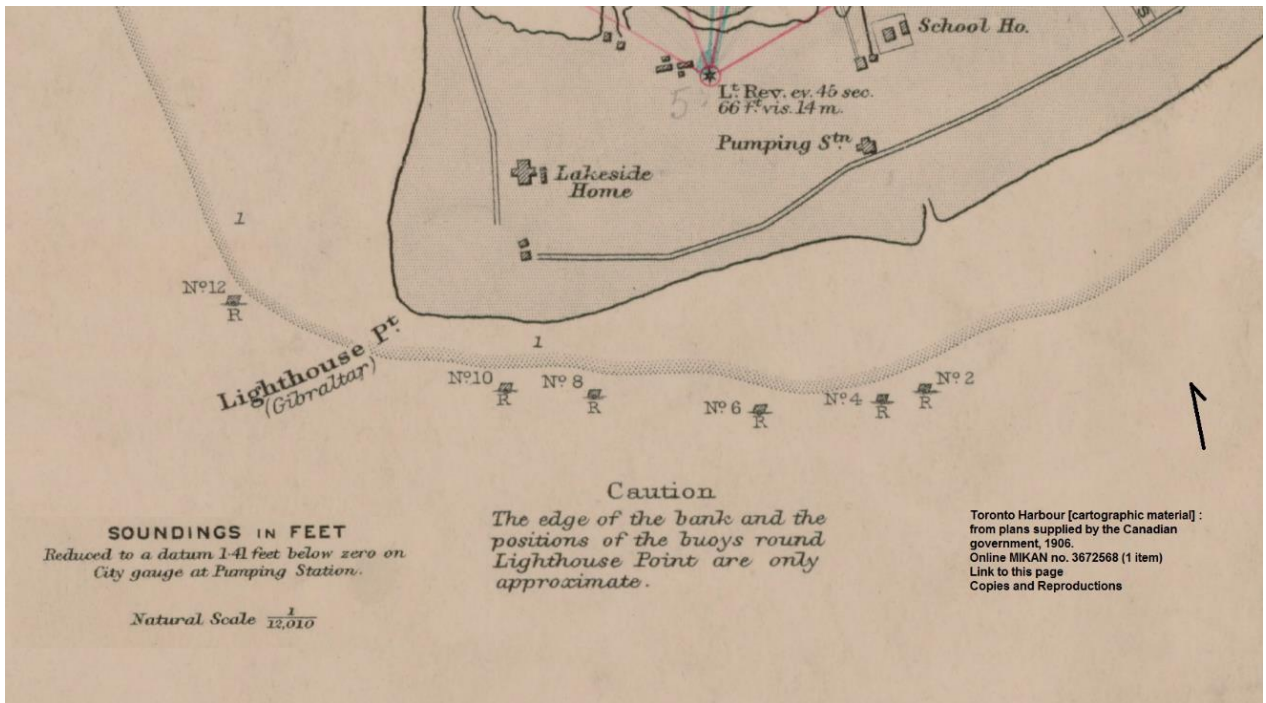 School Ho.
Lt. Rev. ev. 45 sec.
66 ft. vis. 14 m.
5
Pumping Stn.
Lakeside
Home
1
No. 12
R
Lighthouse Pt.
(Gibraltar)
1
No. 10
R
No. 8
R
No. 6
R
No. 4
R
No. 2
R
Caution
The edge of the bank and the
positions of the buoys round
Lighthouse Point are only
approximate.
SOUNDINGS IN FEET
Reduced to a datum 1·41 feet below zero on
City gauge at Pumping Station.
Natural Scale 1/12,010
Toronto Harbour [cartographic material] :
from plans supplied by the Canadian
government, 1906.
Online MIKAN no. 3672568 (1 item)
Link to this page
Copies and Reproductions